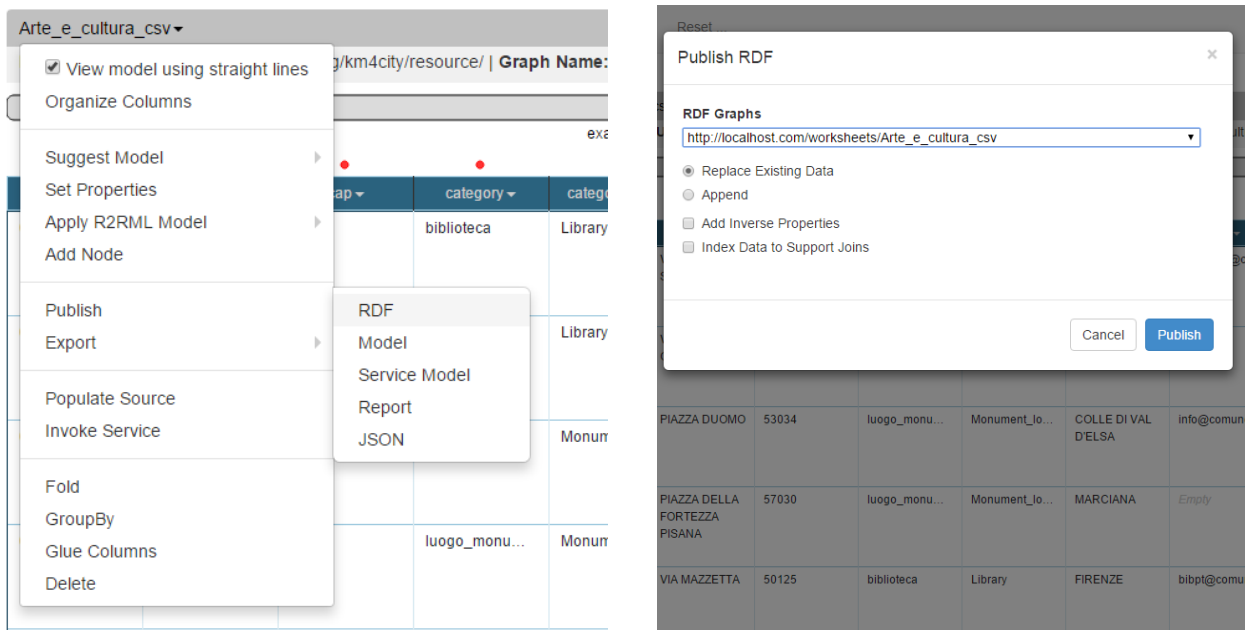 Arte_e_cultura_csv
View model using straight lines
Organize Columns
Suggest Model
Set Properties
Apply R2RML Model
Add Node
Publish
Export
Populate Source
Invoke Service
Fold
GroupBy
Glue Columns
Delete
RDF
Model
Service Model
Report
JSON
g/km4city/resource/ | Graph Name:
exa
cap category catego
biblioteca Library
Library
Monum
luogo_monu... Monum
Reset ...
Publish RDF ×
RDF Graphs
http://localhost.com/worksheets/Arte_e_cultura_csv
Replace Existing Data
Append
Add Inverse Properties
Index Data to Support Joins
Cancel Publish
PIAZZA DUOMO 53034 luogo_monu... Monument_lo... COLLE DI VAL D'ELSA info@comun
PIAZZA DELLA FORTEZZA PISANA 57030 luogo_monu... Monument_lo... MARCIANA Empty
VIA MAZZETTA 50125 biblioteca Library FIRENZE bibpt@comu